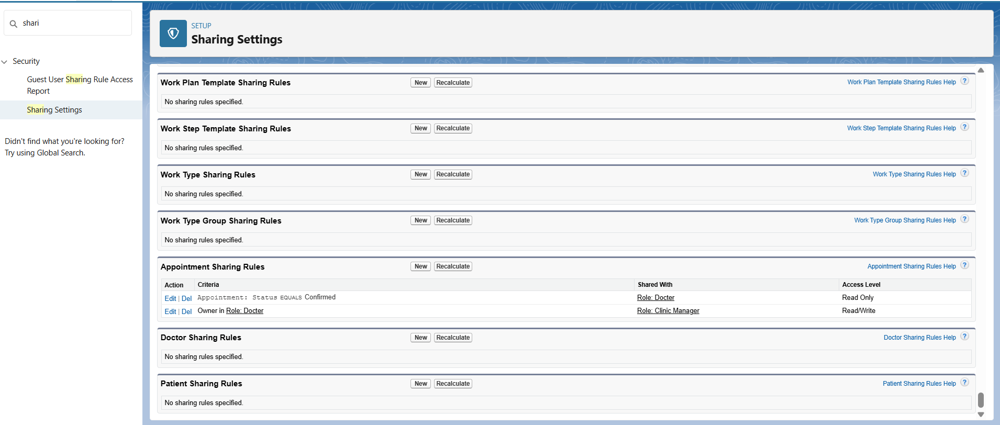 shari
Security
Guest User Sharing Rule Access
Report
Sharing Settings
Didn't find what you're looking for?
Try using Global Search.
SETUP
Sharing Settings
Work Plan Template Sharing Rules New Recalculate Work Plan Template Sharing Rules Help ?
No sharing rules specified.
Work Step Template Sharing Rules New Recalculate Work Step Template Sharing Rules Help ?
No sharing rules specified.
Work Type Sharing Rules New Recalculate Work Type Sharing Rules Help ?
No sharing rules specified.
Work Type Group Sharing Rules New Recalculate Work Type Group Sharing Rules Help ?
No sharing rules specified.
Appointment Sharing Rules New Recalculate Appointment Sharing Rules Help ?
Action Criteria Shared With Access Level
Edit | Del Appointment: Status EQUALS Confirmed Role: Docter Read Only
Edit | Del Owner in Role: Docter Role: Clinic Manager Read/Write
Doctor Sharing Rules New Recalculate Doctor Sharing Rules Help ?
No sharing rules specified.
Patient Sharing Rules New Recalculate Patient Sharing Rules Help ?
No sharing rules specified.